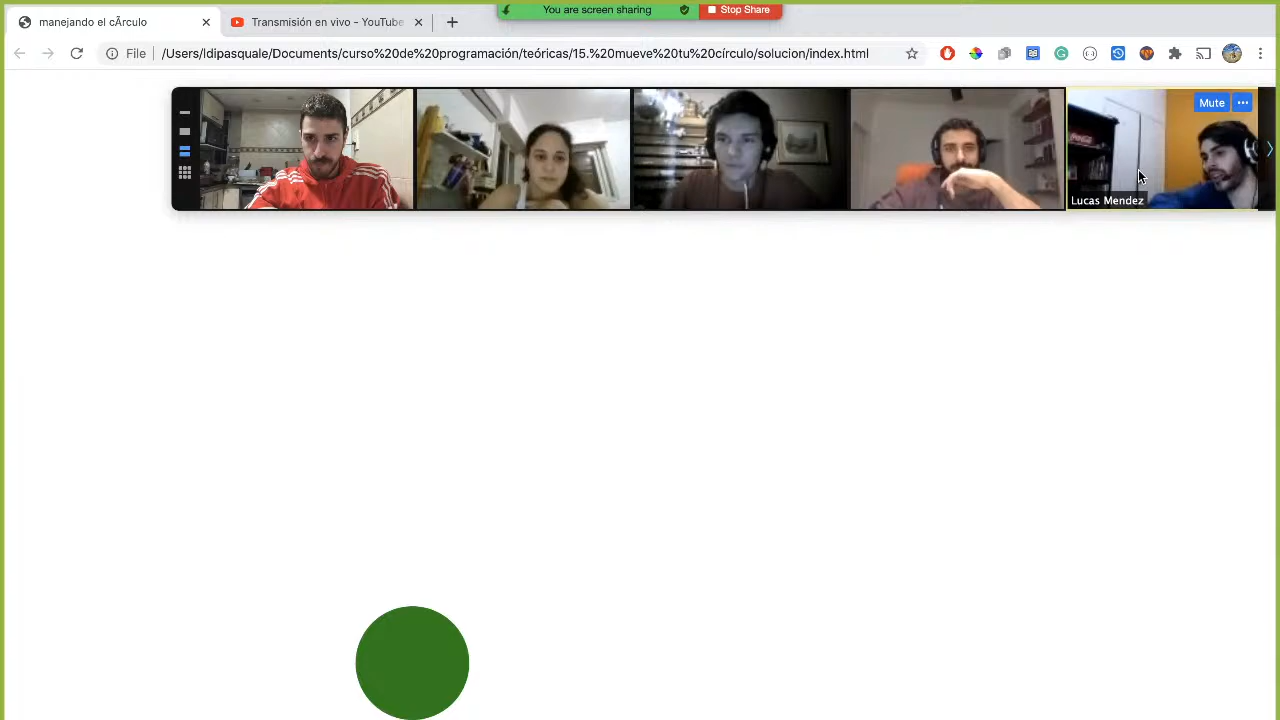 You are screen sharing
Stop Share
manejando el cÃrculo
Transmisión en vivo - YouTube
File
/Users/ldipasquale/Documents/curso%20de%20programación/teóricas/15.%20mueve%20tu%20círculo/solucion/index.html
Mute
Lucas Mendez